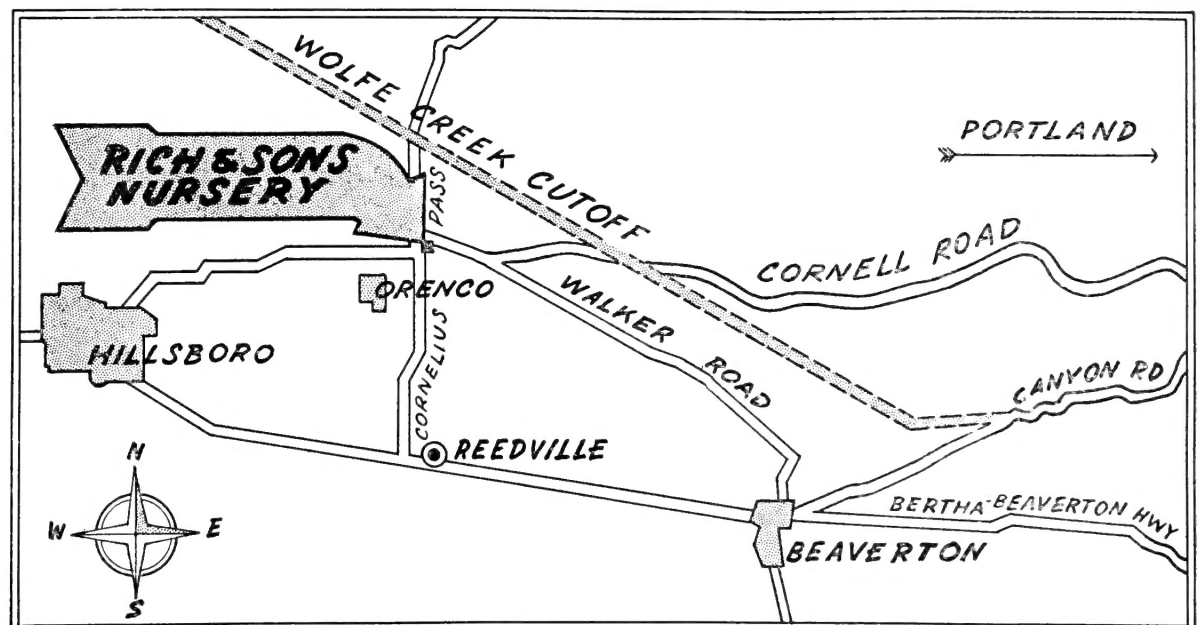 WOLFE CREEK CUTOFF
PORTLAND
RICH & SONS
NURSERY
CORNELIUS PASS
CORNELL ROAD
ORENCO
WALKER ROAD
HILLSBORO
CANYON RD
REEDVILLE
N
W E
S
BERTHA-BEAVERTON HWY
BEAVERTON